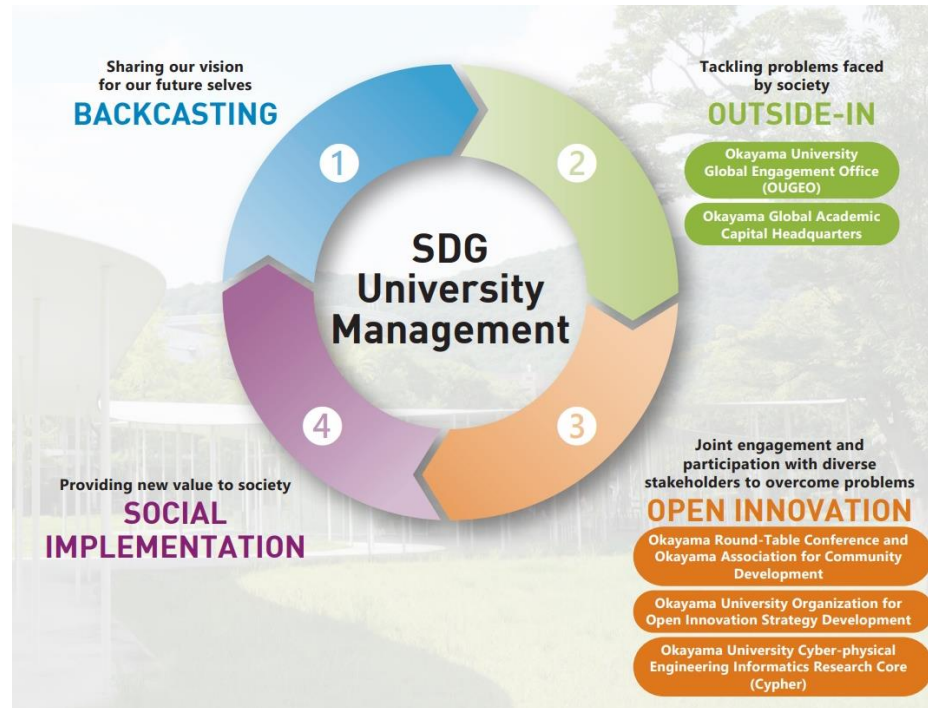 Sharing our vision
for our future selves
BACKCASTING
1
2
Tackling problems faced
by society
OUTSIDE-IN
Okayama University
Global Engagement Office
(OUGEO)
Okayama Global Academic
Capital Headquarters
SDG
University
Management
4
3
Providing new value to society
SOCIAL
IMPLEMENTATION
Joint engagement and
participation with diverse
stakeholders to overcome problems
OPEN INNOVATION
Okayama Round-Table Conference and
Okayama Association for Community
Development
Okayama University Organization for
Open Innovation Strategy Development
Okayama University Cyber-physical
Engineering Informatics Research Core
(Cypher)